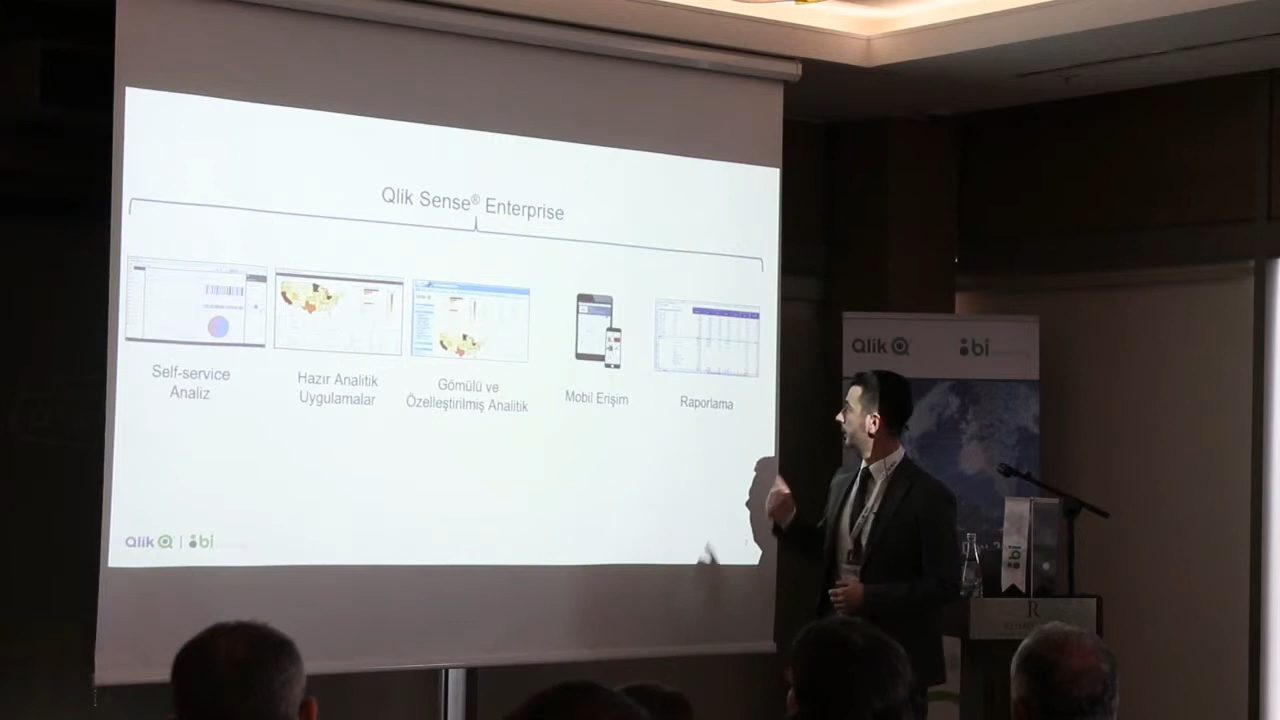 Qlik Sense® Enterprise
Self-service
Analiz
Hazır Analitik
Uygulamalar
Gömülü ve
Özelleştirilmiş Analitik
Mobil Erişim
Raporlama
Qlik
bi
Qlik
bi
bi
R